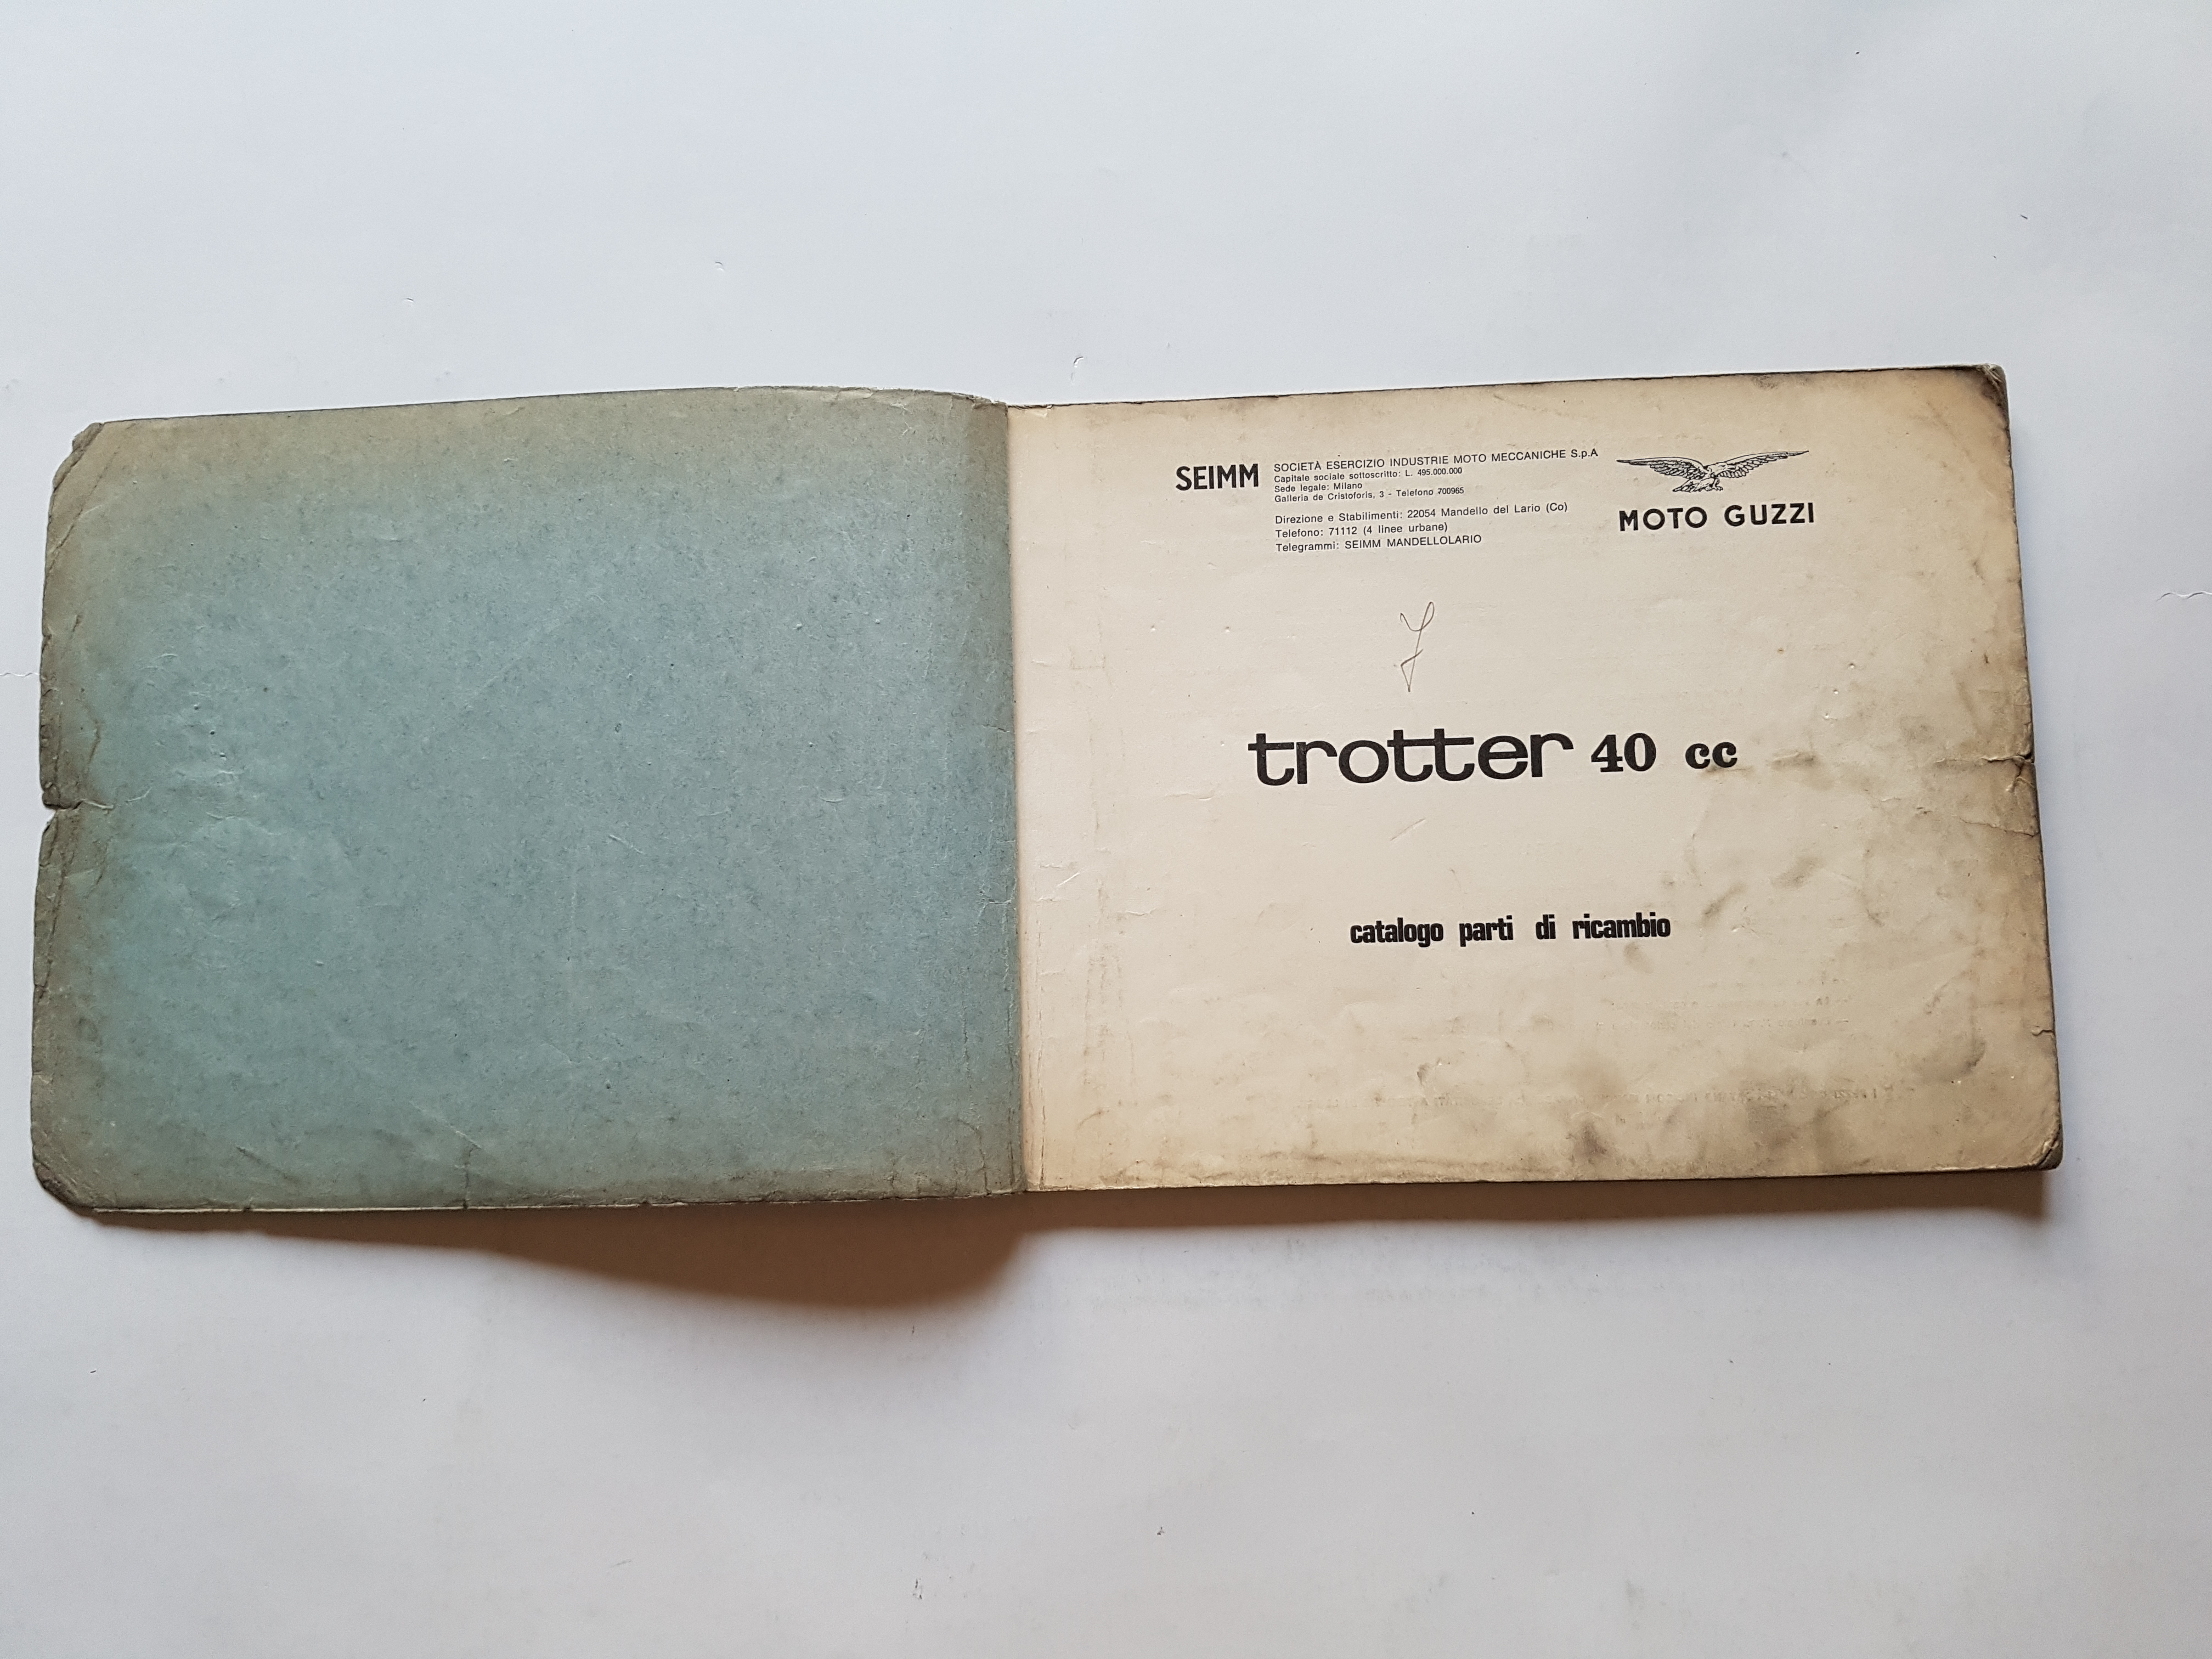 SEIMM
SOCIETÀ ESERCIZIO INDUSTRIE MOTO MECCANICHE S.p.A
Capitale sociale sottoscritto: L. 495.000.000
Sede legale: Milano
Galleria de Cristoforis, 3 - Telefono 700965
Direzione e Stabilimenti: 22054 Mandello del Lario (Co)
Telefono: 71112 (4 linee urbane)
Telegrammi: SEIMM MANDELLOLARIO
MOTO GUZZI
trotter 40 cc
catalogo parti di ricambio